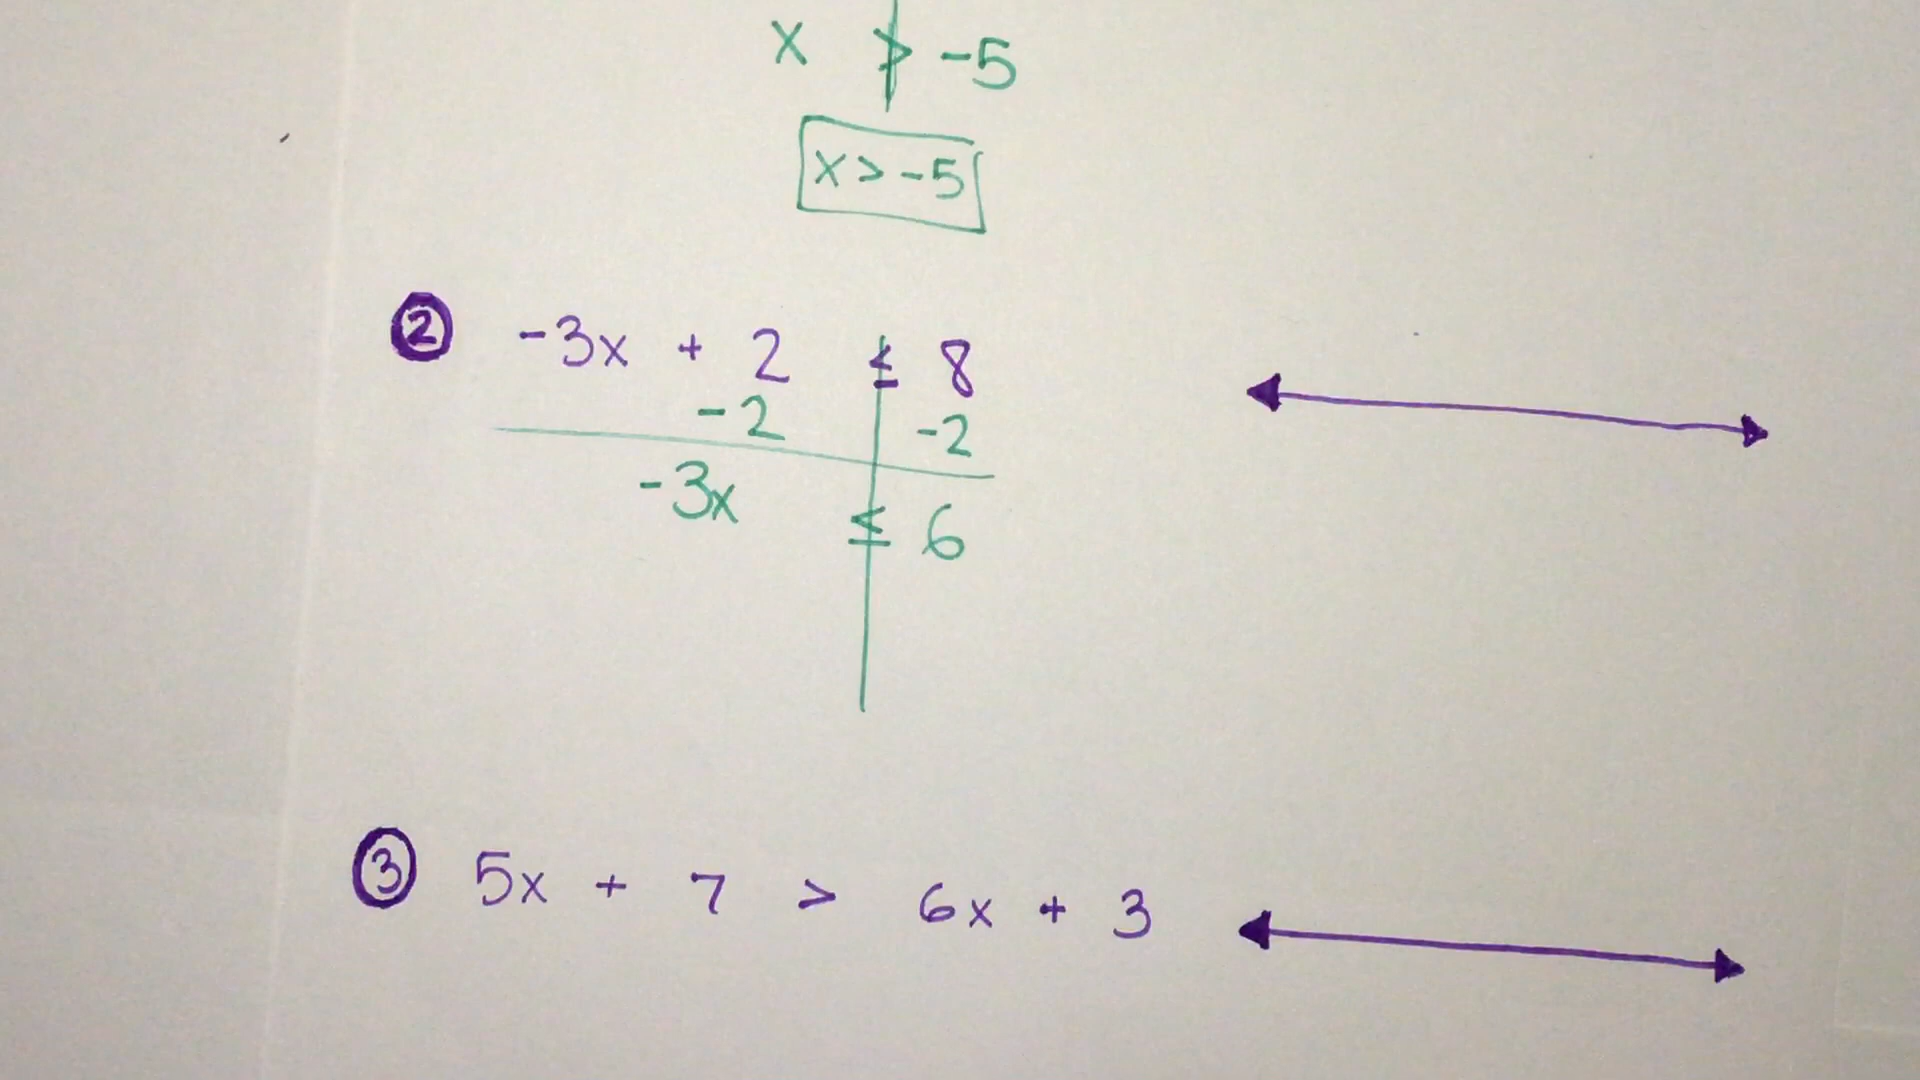 x > -5
x > -5
② -3x + 2 ≤ 8
-2 -2
-3x ≤ 6
③ 5x + 7 > 6x + 3